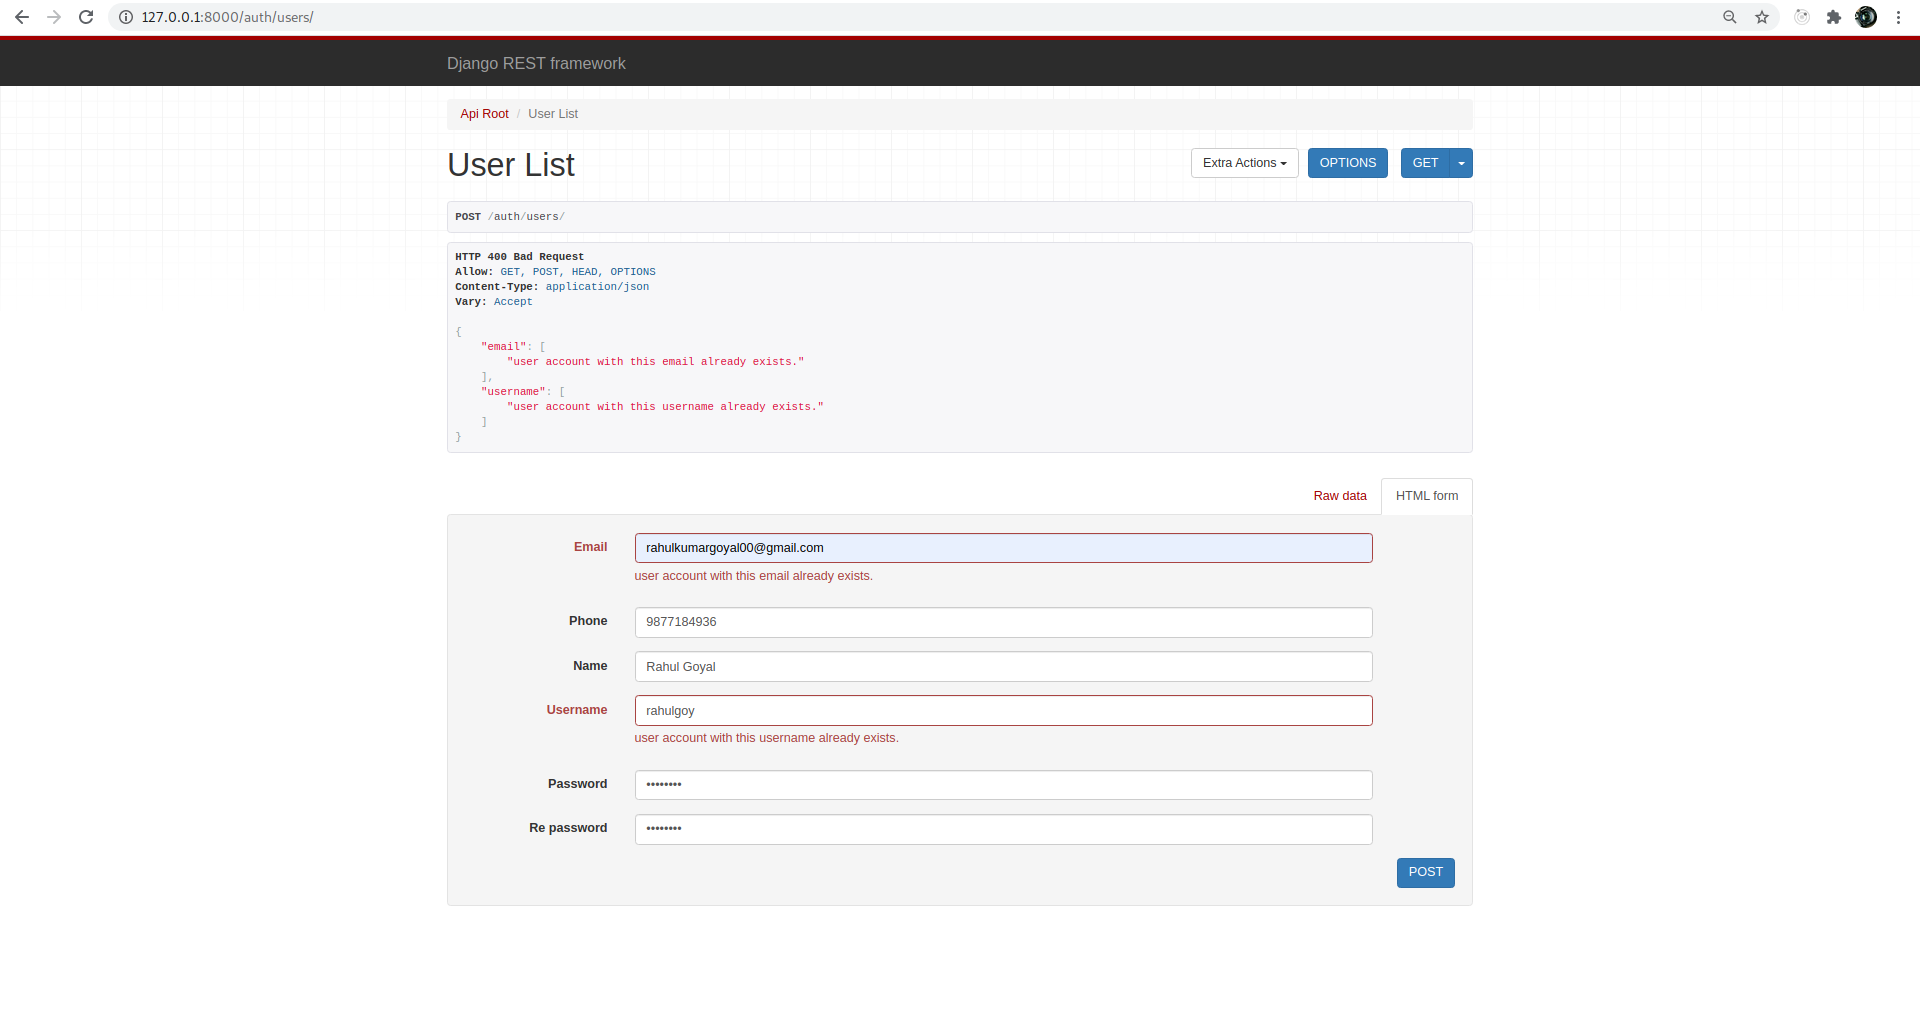 127.0.0.1:8000/auth/users/
Django REST framework
Api Root / User List
User List
Extra Actions
OPTIONS
GET
POST /auth/users/
HTTP 400 Bad Request
Allow: GET, POST, HEAD, OPTIONS
Content-Type: application/json
Vary: Accept
{
"email": [
"user account with this email already exists."
],
"username": [
"user account with this username already exists."
]
}
Raw data
HTML form
Email
rahulkumargoyal00@gmail.com
user account with this email already exists.
Phone
9877184936
Name
Rahul Goyal
Username
rahulgoy
user account with this username already exists.
Password
••••••••
Re password
••••••••
POST